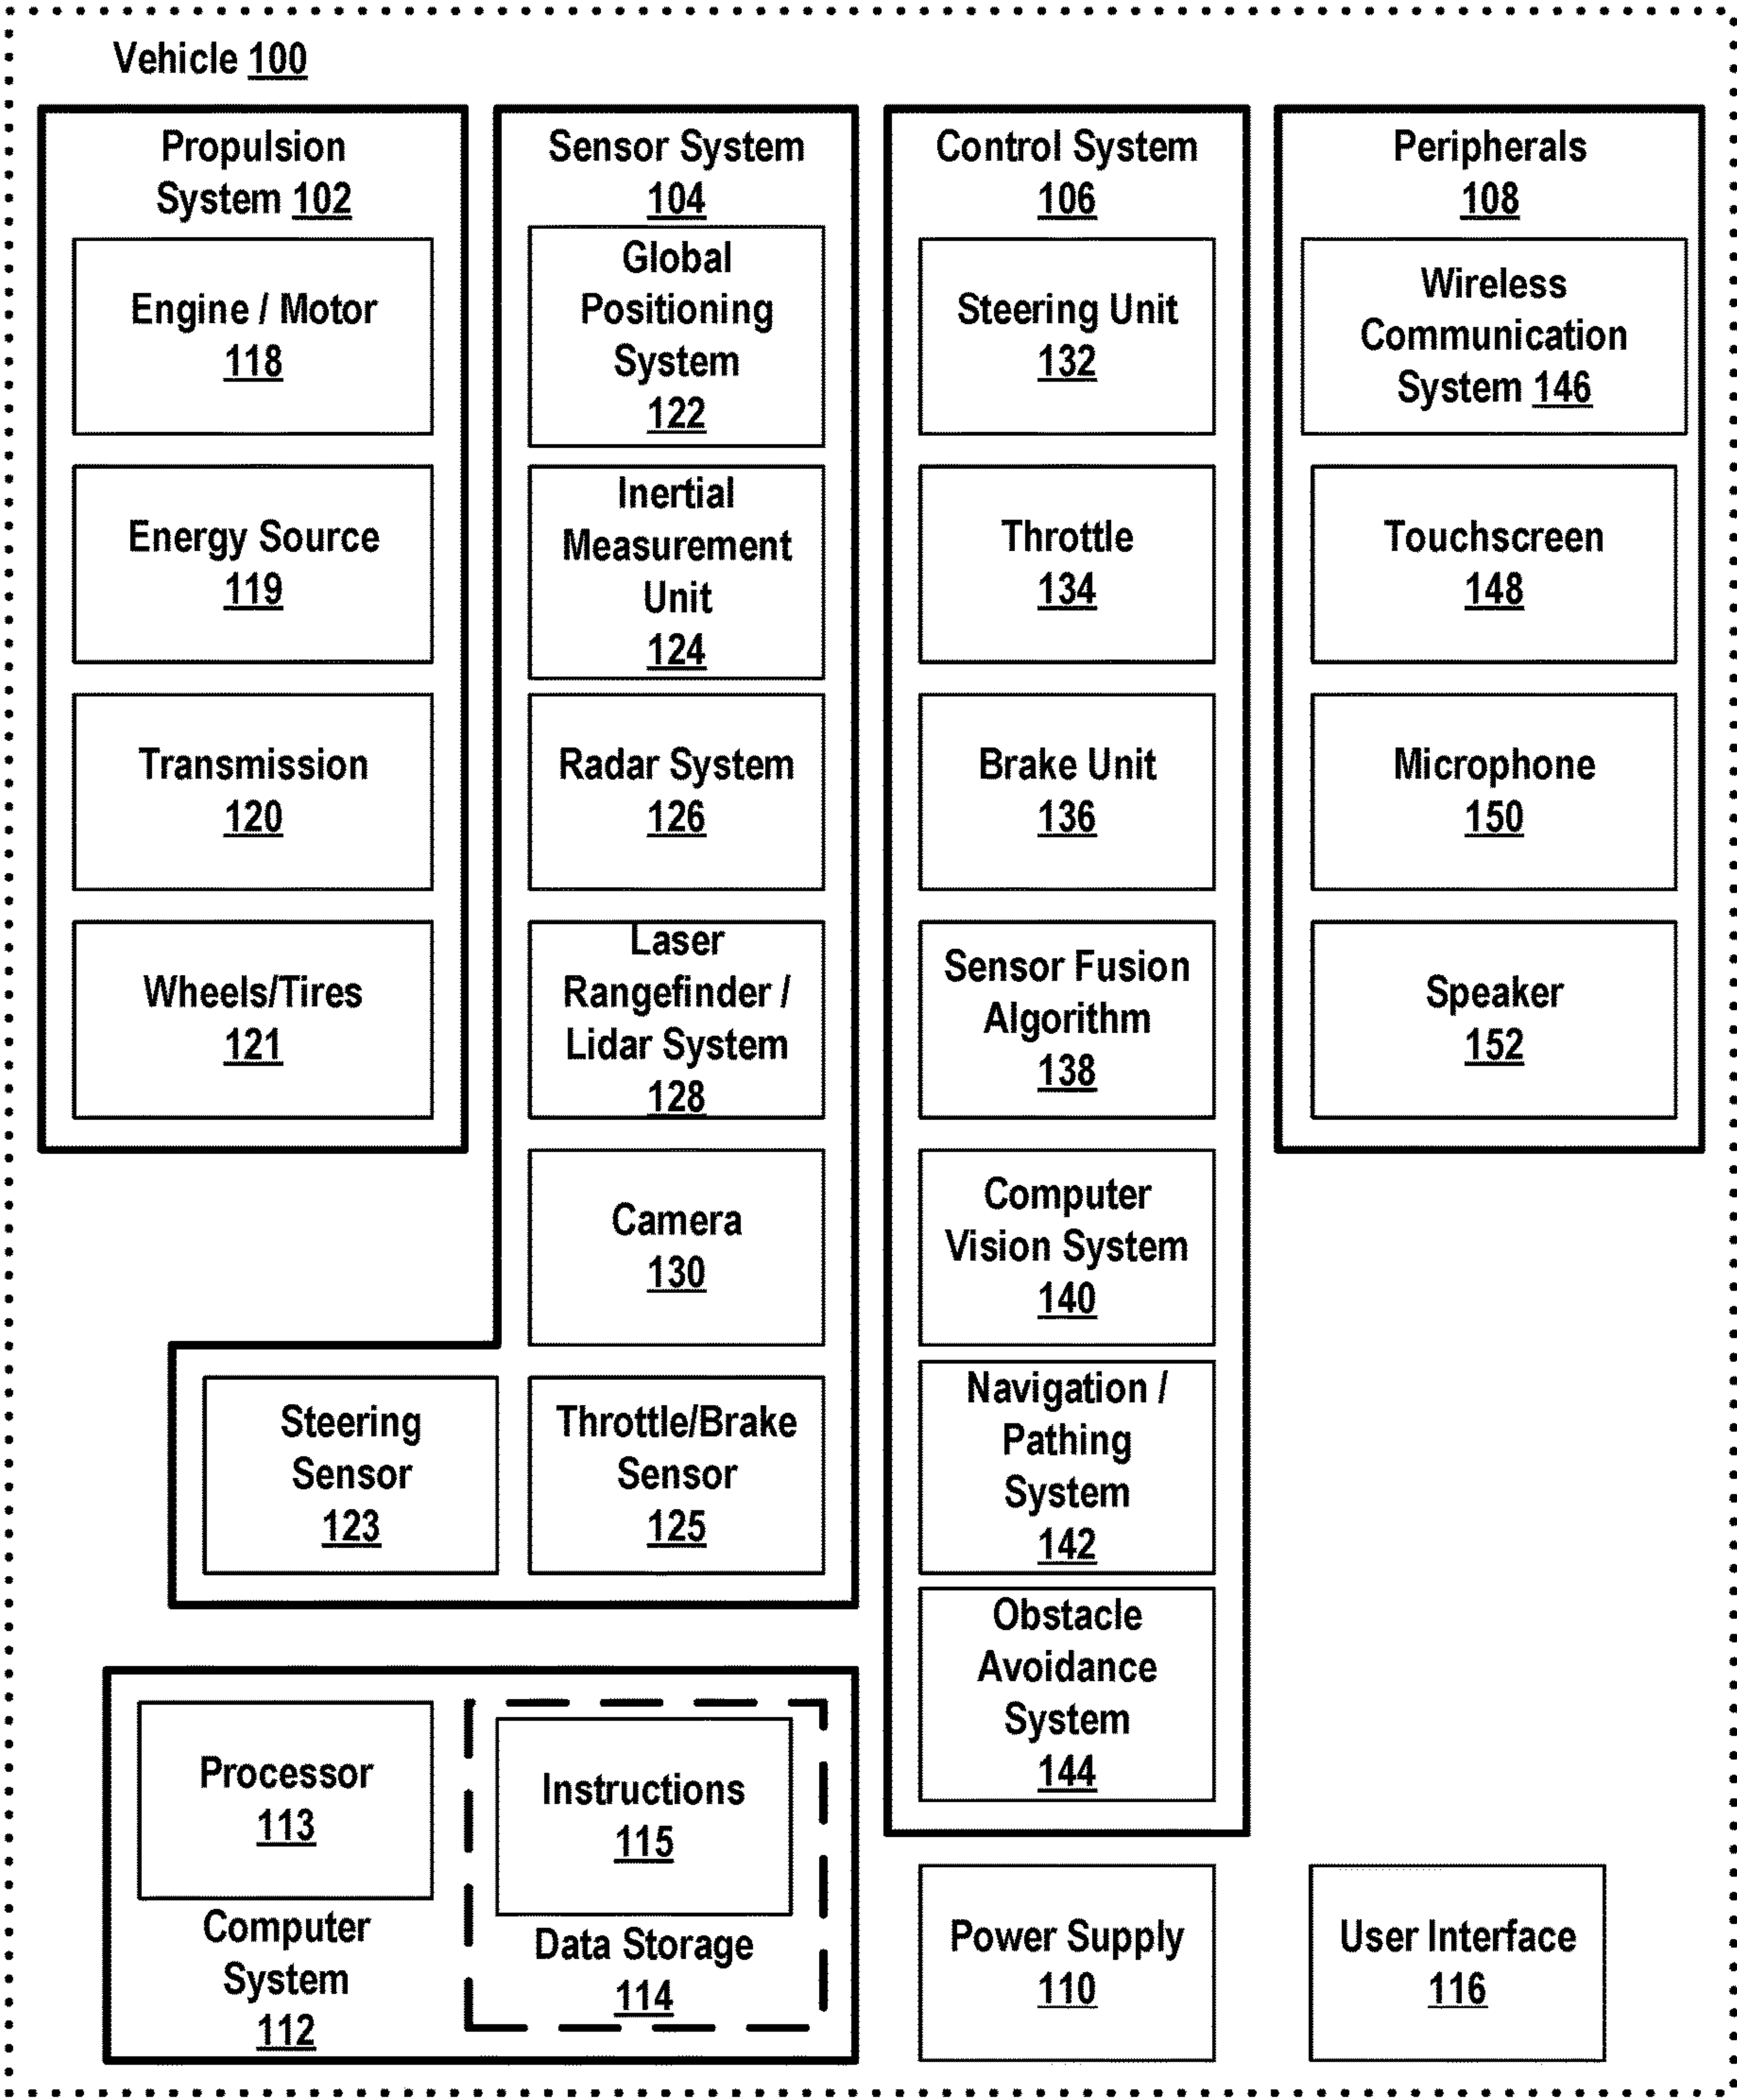 Vehicle 100
Propulsion
System 102
Engine / Motor
118
Energy Source
119
Transmission
120
Wheels/Tires
121
Sensor System
104
Global
Positioning
System
122
Inertial
Measurement
Unit
124
Radar System
126
Laser
Rangefinder /
Lidar System
128
Camera
130
Steering
Sensor
123
Throttle/Brake
Sensor
125
Control System
106
Steering Unit
132
Throttle
134
Brake Unit
136
Sensor Fusion
Algorithm
138
Computer
Vision System
140
Navigation /
Pathing
System
142
Obstacle
Avoidance
System
144
Peripherals
108
Wireless
Communication
System 146
Touchscreen
148
Microphone
150
Speaker
152
Processor
113
Computer
System
112
Instructions
115
Data Storage
114
Power Supply
110
User Interface
116